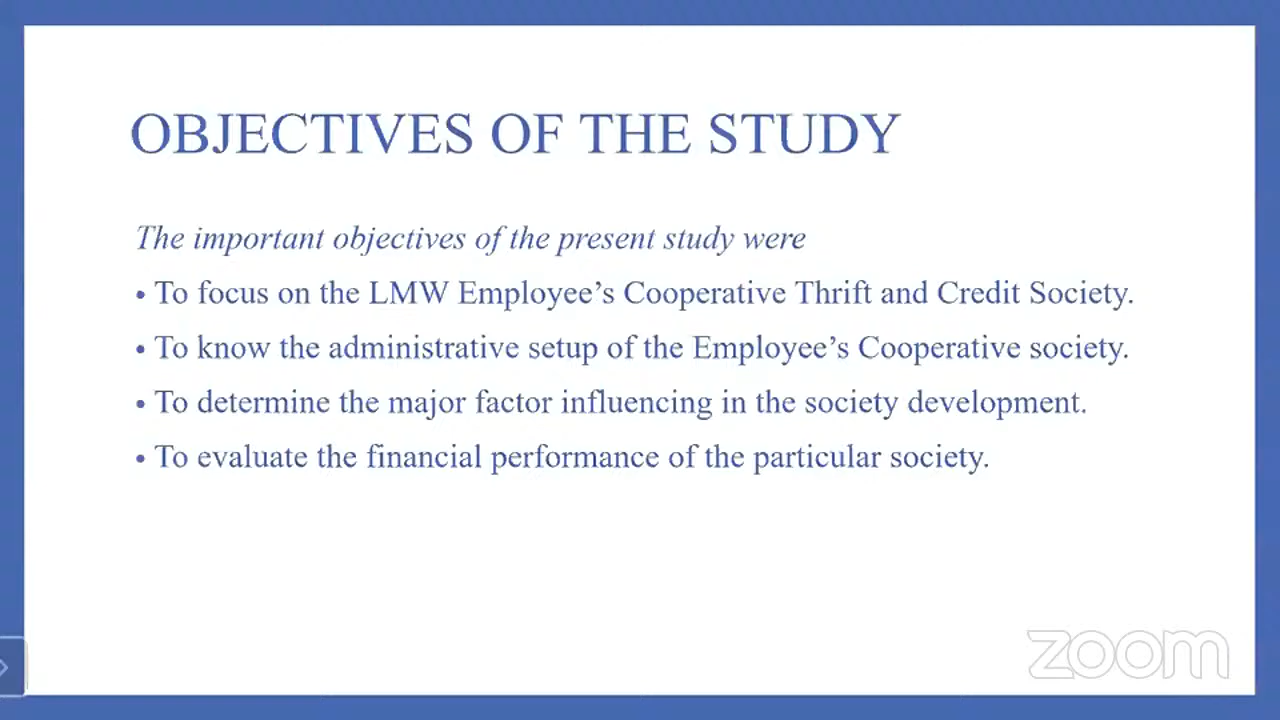 OBJECTIVES OF THE STUDY
The important objectives of the present study were
• To focus on the LMW Employee’s Cooperative Thrift and Credit Society.
• To know the administrative setup of the Employee’s Cooperative society.
• To determine the major factor influencing in the society development.
• To evaluate the financial performance of the particular society.
zoom